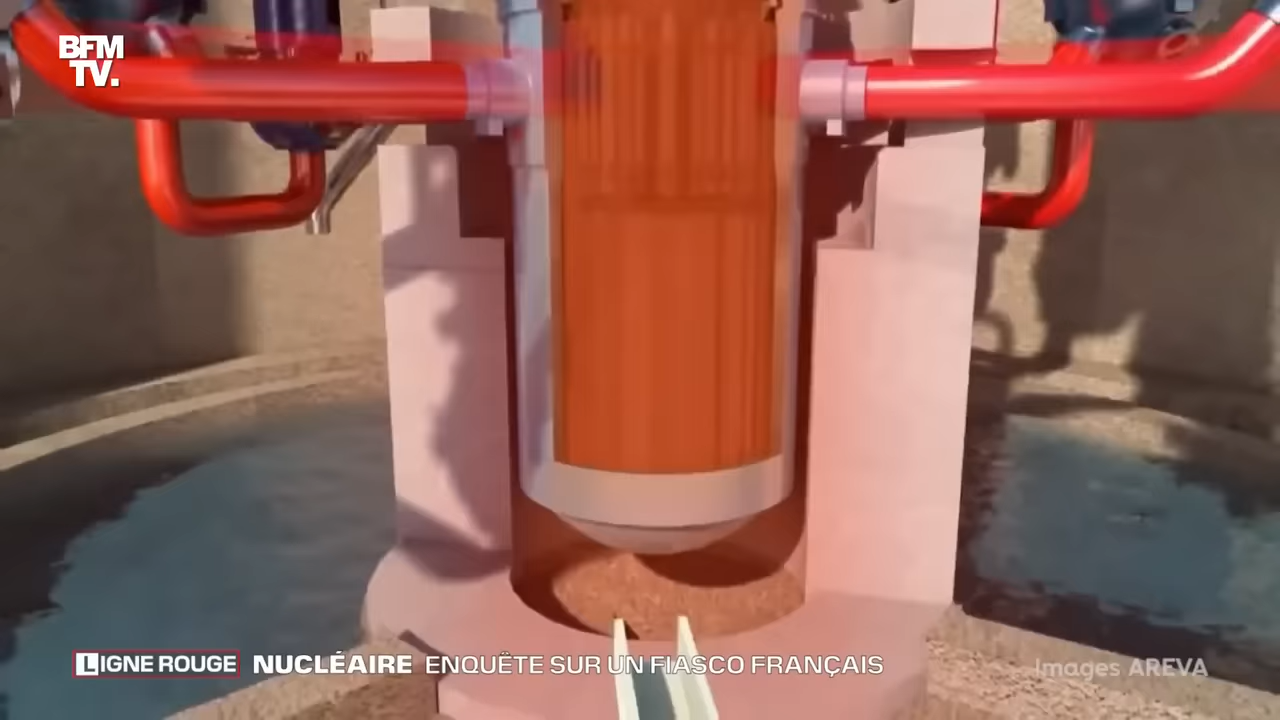 BFM
TV.
LIGNE ROUGE NUCLÉAIRE ENQUÊTE SUR UN FIASCO FRANÇAIS
Images AREVA